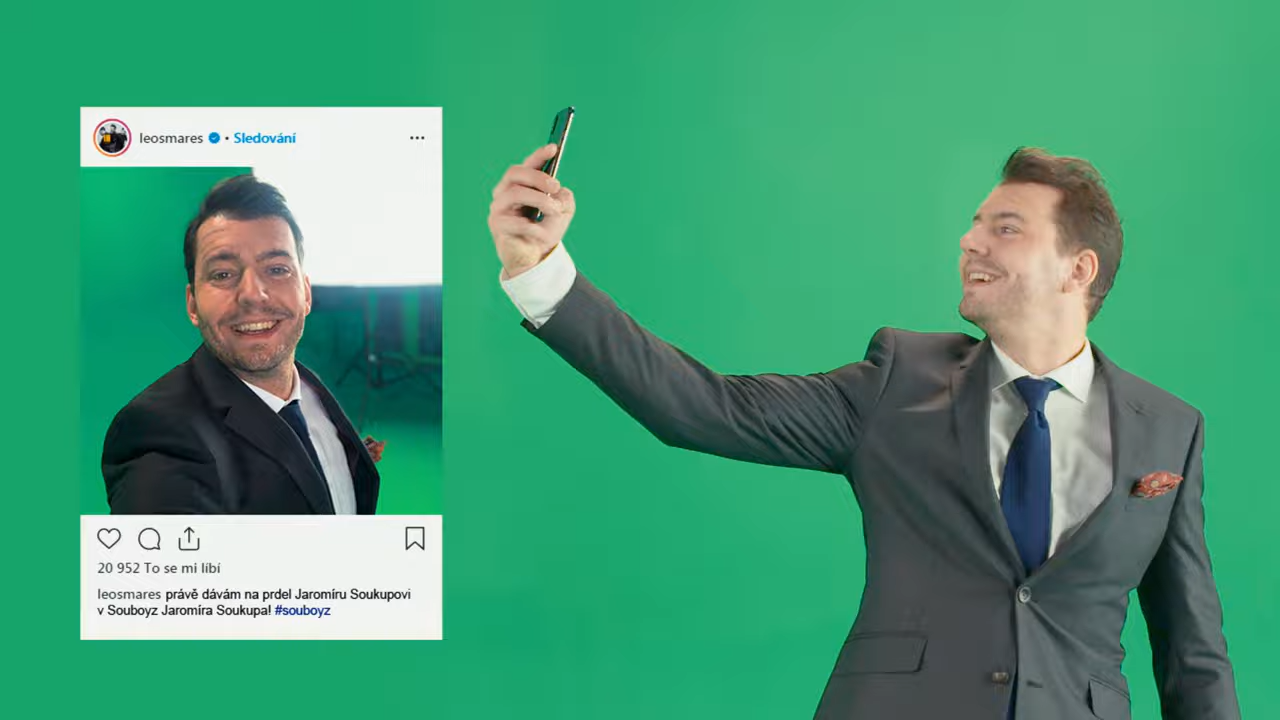 leosmares • Sledování
20 952 To se mi líbí
leosmares právě dávám na prdel Jaromíru Soukupovi
v Souboyz Jaromíra Soukupa! #souboyz